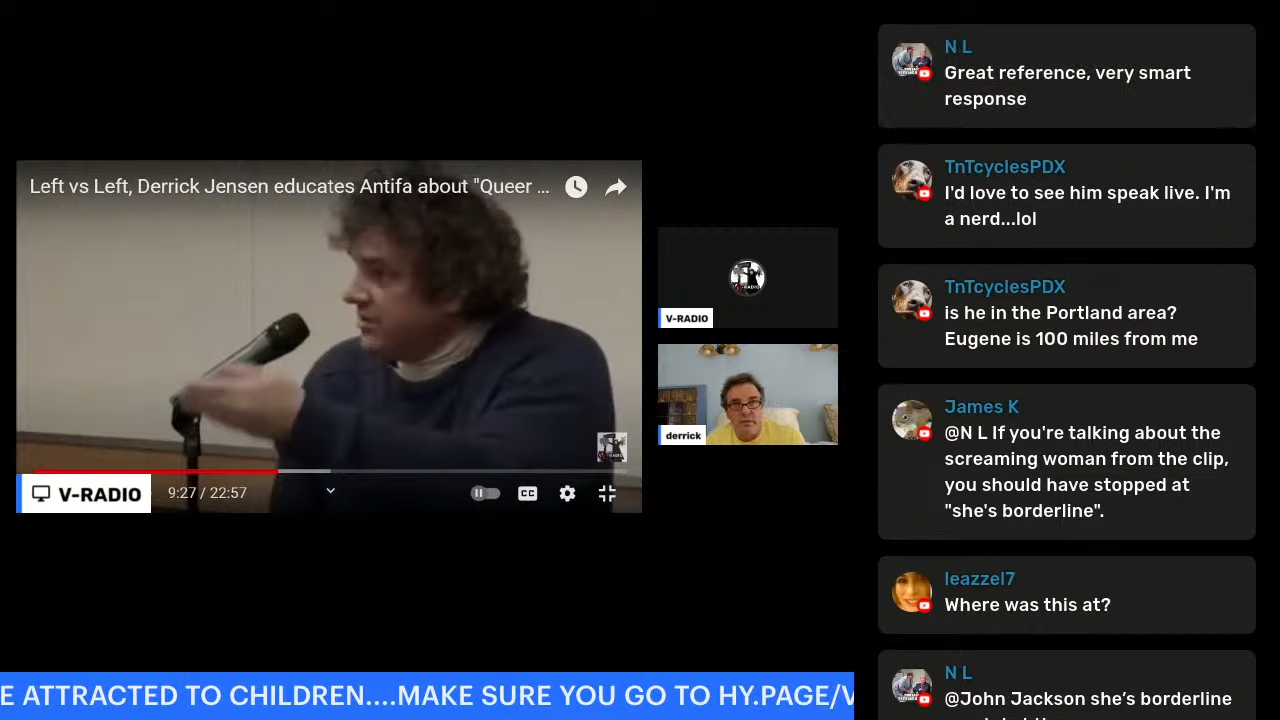 Left vs Left, Derrick Jensen educates Antifa about "Queer ...
V-RADIO
9:27 / 22:57
CC
V-RADIO
derrick
N L
Great reference, very smart
response
TnTcyclesPDX
I'd love to see him speak live. I'm
a nerd...lol
TnTcyclesPDX
is he in the Portland area?
Eugene is 100 miles from me
James K
@N L If you're talking about the
screaming woman from the clip,
you should have stopped at
"she's borderline".
leazzel7
Where was this at?
N L
@John Jackson she's borderline
E ATTRACTED TO CHILDREN....MAKE SURE YOU GO TO HY.PAGE/V